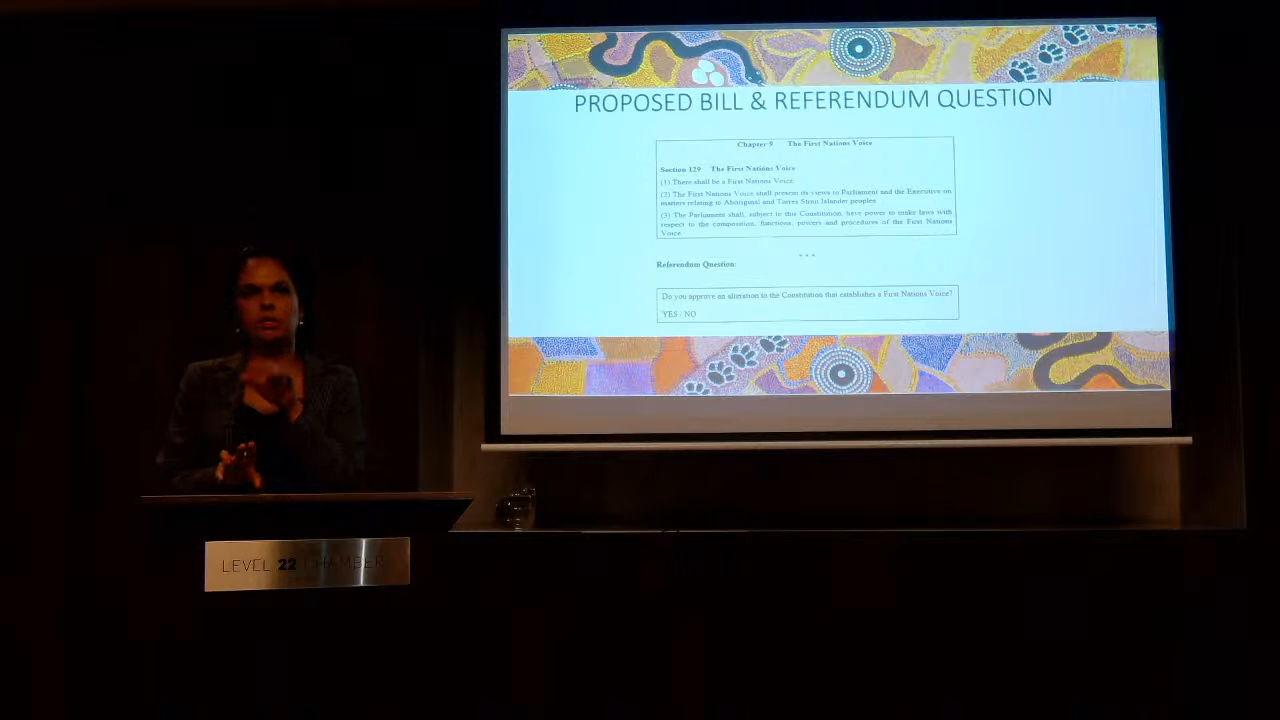 PROPOSED BILL & REFERENDUM QUESTION
Chapter 9 The First Nations Voice
Section 129 The First Nations Voice
(1) There shall be a First Nations Voice
(2) The First Nations Voice shall present its views to Parliament and the Executive on
matters relating to Aboriginal and Torres Strait Islander peoples
(3) The Parliament shall, subject to this Constitution, have power to make laws with
respect to the composition, functions, powers and procedures of the First Nations
Voice
* * *
Referendum Question:
Do you approve an alteration to the Constitution that establishes a First Nations Voice?
YES / NO
LEVEL 22 CHAMBER